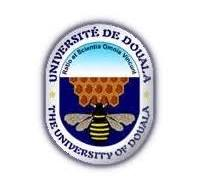 UNIVERSITÉ DE DOUALA
Ratio et Scientia Omnia Vincunt
THE UNIVERSITY OF DOUALA